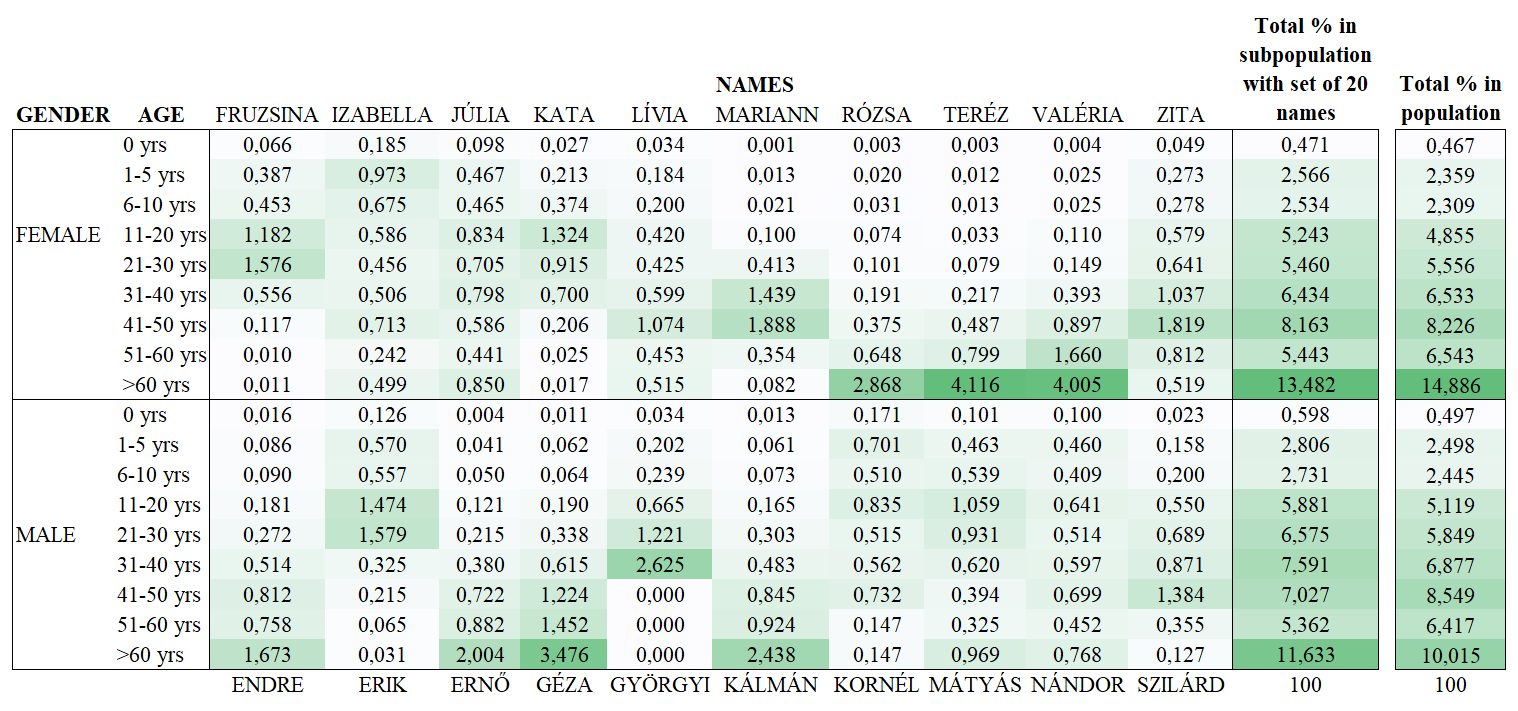 Total % in
subpopulation
with set of 20
names
Total % in
population
NAMES
GENDER AGE FRUZSINA IZABELLA JÚLIA KATA LÍVIA MARIANN RÓZSA TERÉZ VALÉRIA ZITA
0 yrs 0,066 0,185 0,098 0,027 0,034 0,001 0,003 0,003 0,004 0,049 0,471 0,467
1-5 yrs 0,387 0,973 0,467 0,213 0,184 0,013 0,020 0,012 0,025 0,273 2,566 2,359
6-10 yrs 0,453 0,675 0,465 0,374 0,200 0,021 0,031 0,013 0,025 0,278 2,534 2,309
FEMALE 11-20 yrs 1,182 0,586 0,834 1,324 0,420 0,100 0,074 0,033 0,110 0,579 5,243 4,855
21-30 yrs 1,576 0,456 0,705 0,915 0,425 0,413 0,101 0,079 0,149 0,641 5,460 5,556
31-40 yrs 0,556 0,506 0,798 0,700 0,599 1,439 0,191 0,217 0,393 1,037 6,434 6,533
41-50 yrs 0,117 0,713 0,586 0,206 1,074 1,888 0,375 0,487 0,897 1,819 8,163 8,226
51-60 yrs 0,010 0,242 0,441 0,025 0,453 0,354 0,648 0,799 1,660 0,812 5,443 6,543
>60 yrs 0,011 0,499 0,850 0,017 0,515 0,082 2,868 4,116 4,005 0,519 13,482 14,886
0 yrs 0,016 0,126 0,004 0,011 0,034 0,013 0,171 0,101 0,100 0,023 0,598 0,497
1-5 yrs 0,086 0,570 0,041 0,062 0,202 0,061 0,701 0,463 0,460 0,158 2,806 2,498
6-10 yrs 0,090 0,557 0,050 0,064 0,239 0,073 0,510 0,539 0,409 0,200 2,731 2,445
11-20 yrs 0,181 1,474 0,121 0,190 0,665 0,165 0,835 1,059 0,641 0,550 5,881 5,119
MALE 21-30 yrs 0,272 1,579 0,215 0,338 1,221 0,303 0,515 0,931 0,514 0,689 6,575 5,849
31-40 yrs 0,514 0,325 0,380 0,615 2,625 0,483 0,562 0,620 0,597 0,871 7,591 6,877
41-50 yrs 0,812 0,215 0,722 1,224 0,000 0,845 0,732 0,394 0,699 1,384 7,027 8,549
51-60 yrs 0,758 0,065 0,882 1,452 0,000 0,924 0,147 0,325 0,452 0,355 5,362 6,417
>60 yrs 1,673 0,031 2,004 3,476 0,000 2,438 0,147 0,969 0,768 0,127 11,633 10,015
ENDRE ERIK ERNŐ GÉZA GYÖRGYI KÁLMÁN KORNÉL MÁTYÁS NÁNDOR SZILÁRD 100 100